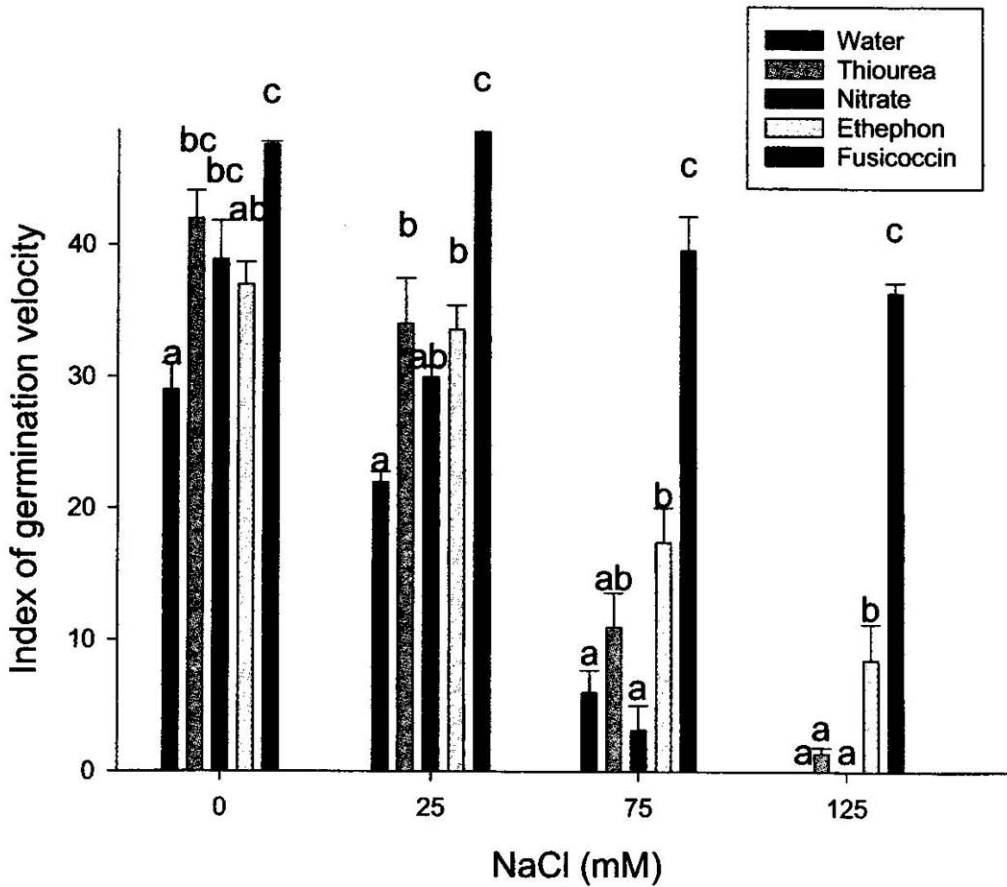 Water
Thiourea
Nitrate
Ethephon
Fusicoccin
Index of germination velocity
40
30
20
10
0
a
bc
bc
ab
c
a
b
ab
b
c
a
ab
a
b
c
a
a
a
b
c
0
25
75
125
NaCl (mM)